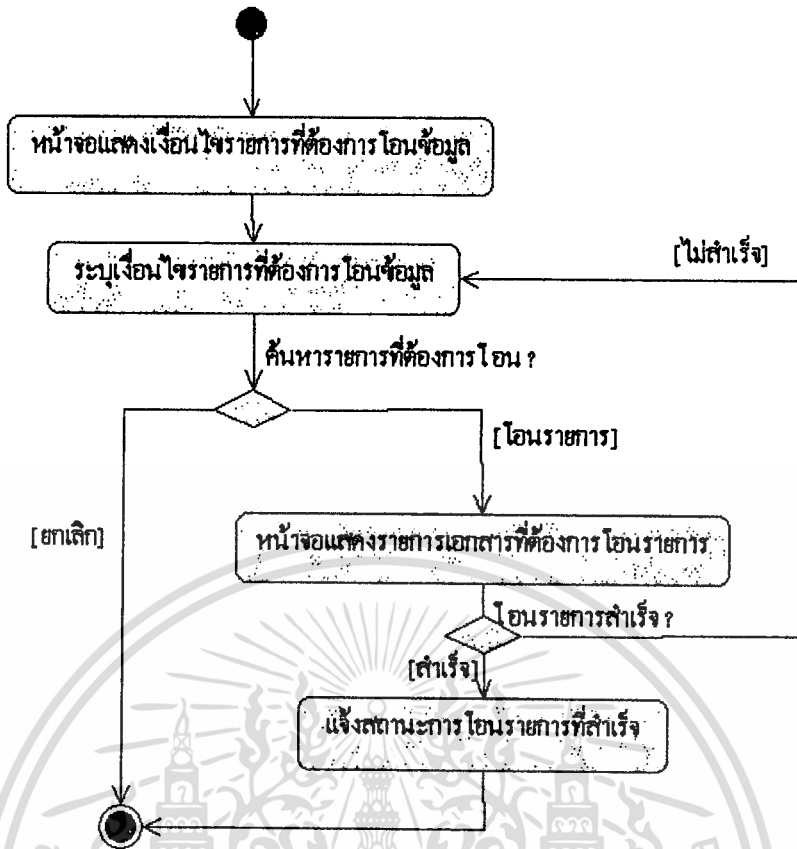 หน้าจอแสดงเงื่อนไขรายการที่ต้องการโอนข้อมูล
ระบุเงื่อนไขรายการที่ต้องการโอนข้อมูล
[ไม่สำเร็จ]
ค้นหารายการที่ต้องการโอน?
[โอนรายการ]
[ยกเลิก]
หน้าจอแสดงรายการเอกสารที่ต้องการโอนรายการ
โอนรายการสำเร็จ?
[สำเร็จ]
แจ้งสถานะการโอนรายการที่สำเร็จ